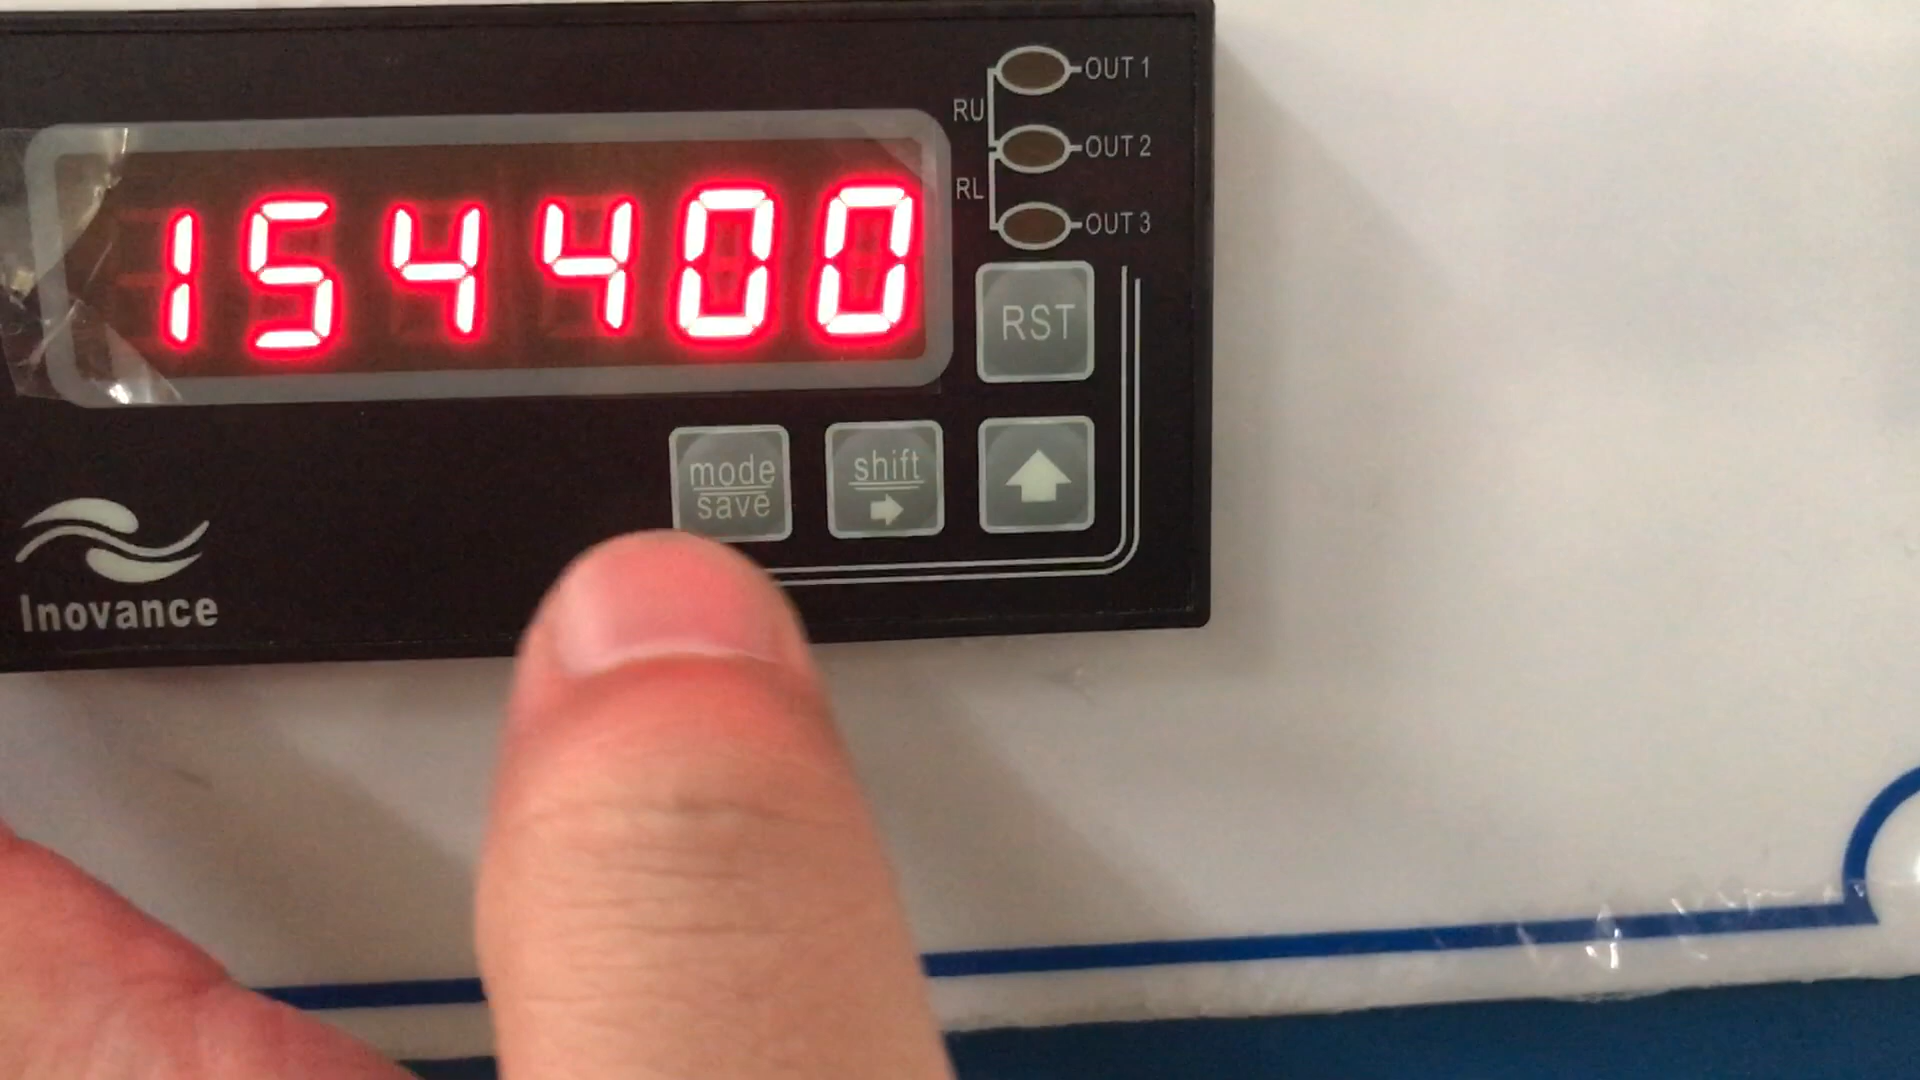 OUT 1
RU
OUT 2
154400
RL
OUT 3
RST
mode
save
shift
Inovance